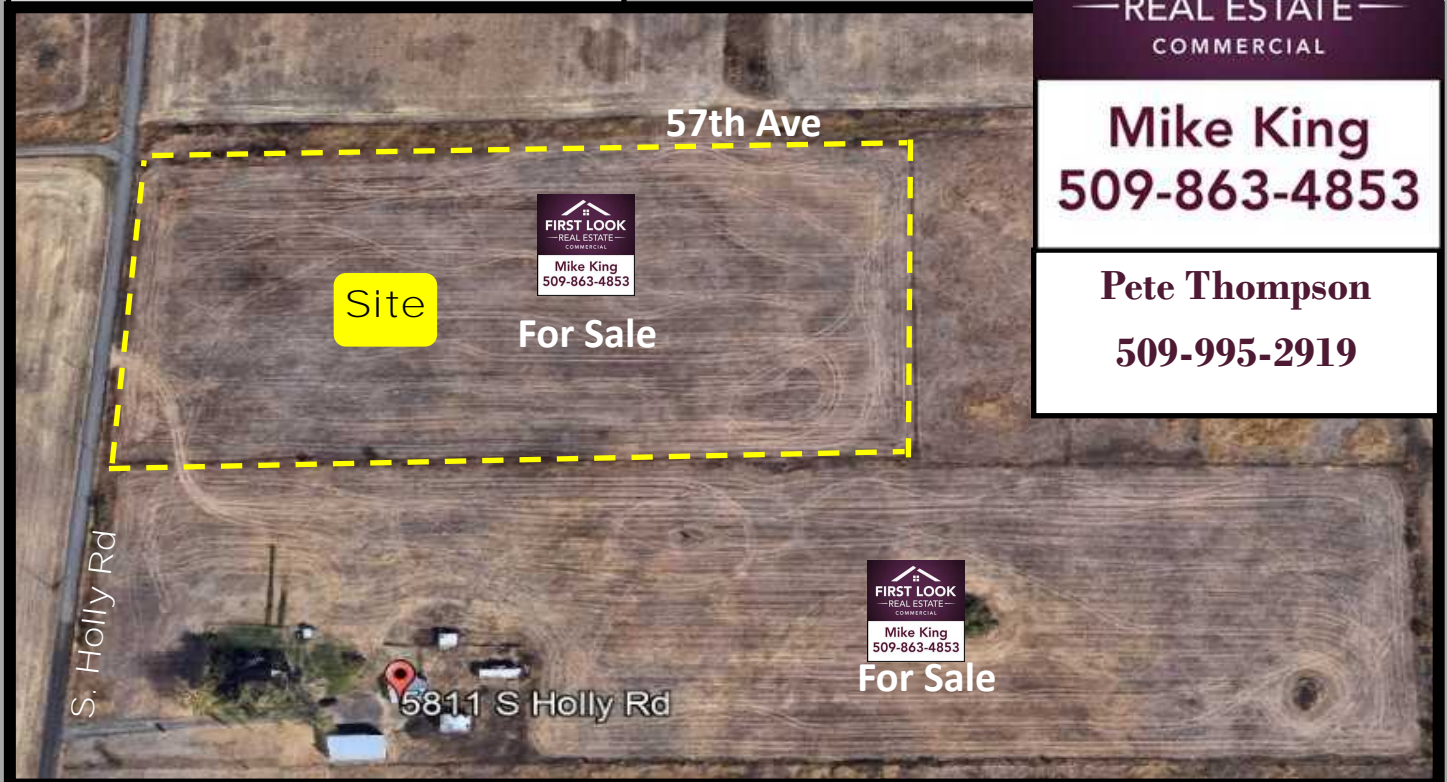 REAL ESTATE
COMMERCIAL
Mike King
509-863-4853
Pete Thompson
509-995-2919
57th Ave
FIRST LOOK
REAL ESTATE
COMMERCIAL
Mike King
509-863-4853
Site
For Sale
S. Holly Rd
FIRST LOOK
REAL ESTATE
COMMERCIAL
Mike King
509-863-4853
For Sale
5811 S Holly Rd